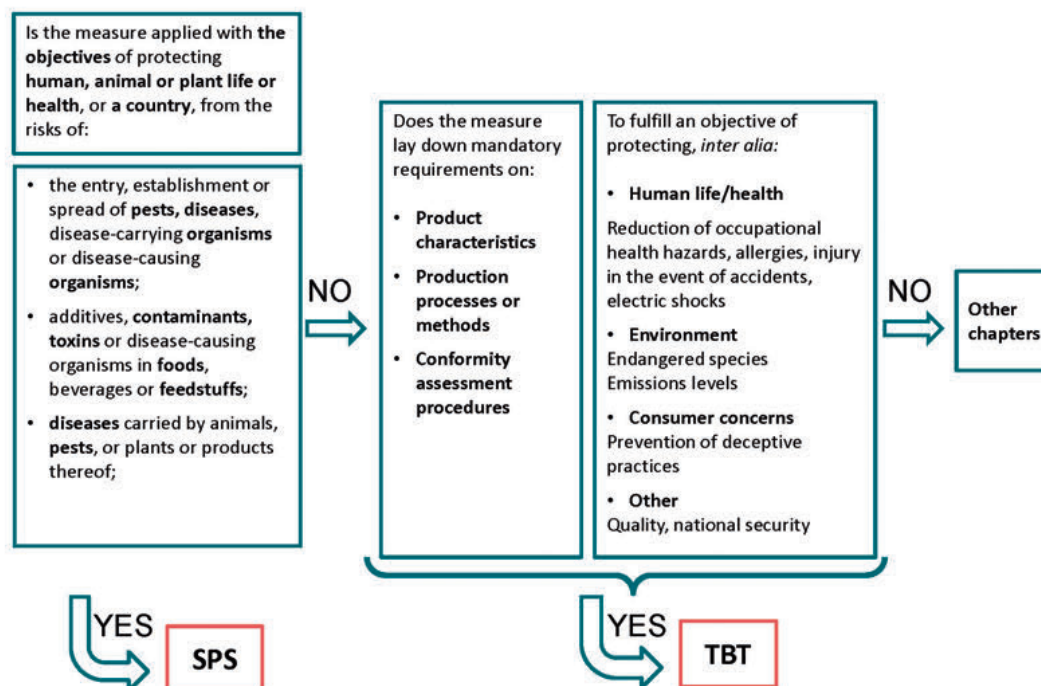 Is the measure applied with the
objectives of protecting
human, animal or plant life or
health, or a country, from the
risks of:
• the entry, establishment or
spread of pests, diseases,
disease-carrying organisms
or disease-causing
organisms;
• additives, contaminants,
toxins or disease-causing
organisms in foods,
beverages or feedstuffs;
• diseases carried by animals,
pests, or plants or products
thereof;
YES
SPS
NO
Does the measure
lay down mandatory
requirements on:
• Product
characteristics
• Production
processes or
methods
• Conformity
assessment
procedures
To fulfill an objective of
protecting, inter alia:
• Human life/health
Reduction of occupational
health hazards, allergies, injury
in the event of accidents,
electric shocks
• Environment
Endangered species
Emissions levels
• Consumer concerns
Prevention of deceptive
practices
• Other
Quality, national security
YES
TBT
NO
Other
chapters